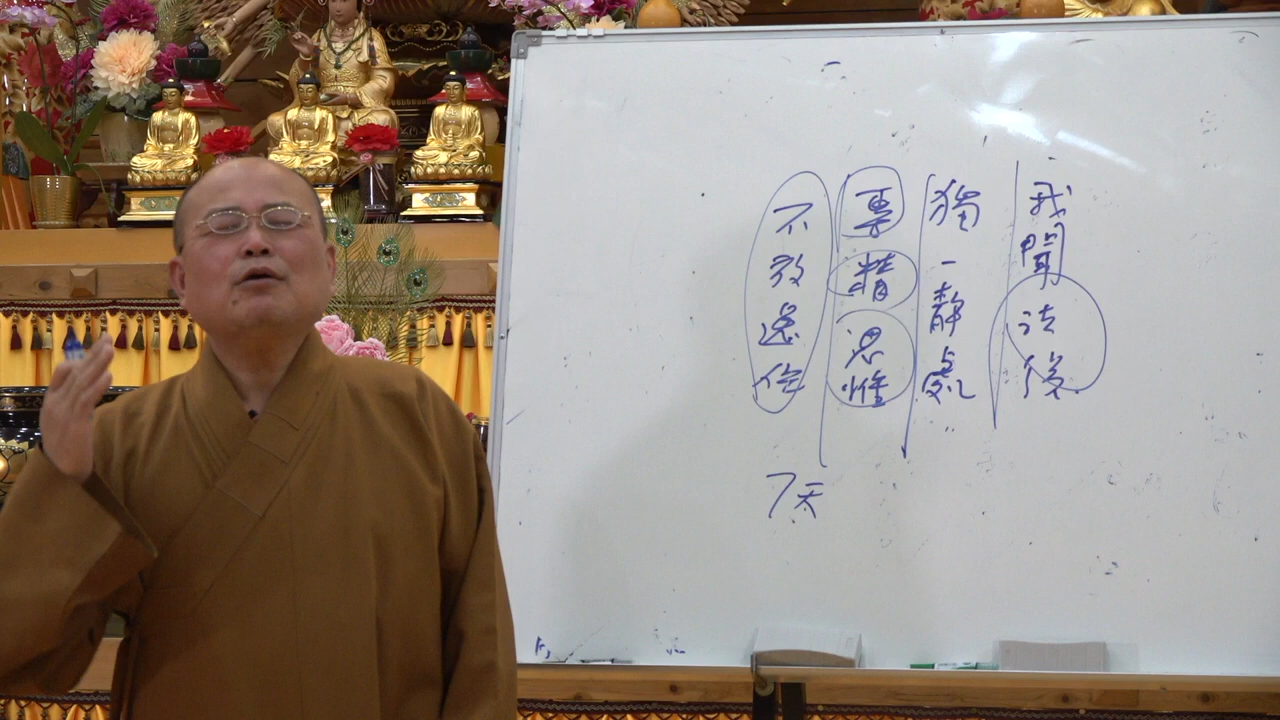 我聞法後
獨一靜處
專精思惟
不放逸住
7天